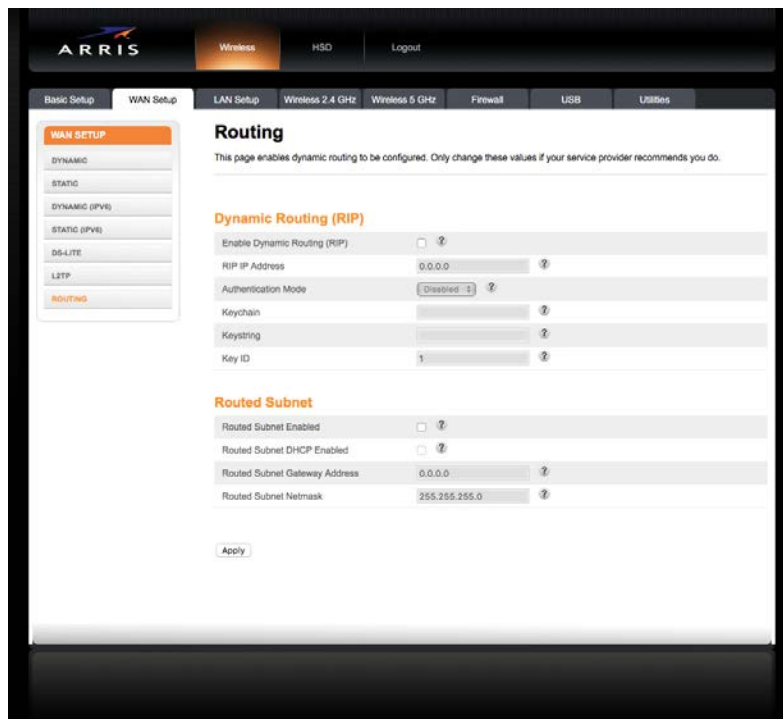 ARRIS
Wireless HSD Logout
Basic Setup WAN Setup LAN Setup Wireless 2.4 GHz Wireless 5 GHz Firewall USB Utilities
WAN SETUP
DYNAMIC
STATIC
DYNAMIC (IPV6)
STATIC (IPV6)
DS-LITE
L2TP
ROUTING
Routing
This page enables dynamic routing to be configured. Only change these values if your service provider recommends you do.
Dynamic Routing (RIP)
Enable Dynamic Routing (RIP) ?
RIP IP Address 0.0.0.0 ?
Authentication Mode Disabled ?
Keychain ?
Keystring ?
Key ID 1 ?
Routed Subnet
Routed Subnet Enabled ?
Routed Subnet DHCP Enabled ?
Routed Subnet Gateway Address 0.0.0.0 ?
Routed Subnet Netmask 255.255.255.0 ?
Apply